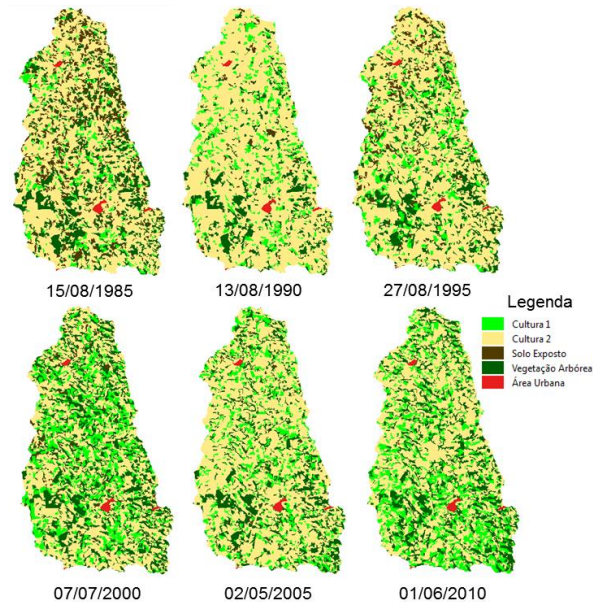 15/08/1985
13/08/1990
27/08/1995
Legenda
Cultura 1
Cultura 2
Solo Exposto
Vegetação Arbórea
Área Urbana
07/07/2000
02/05/2005
01/06/2010